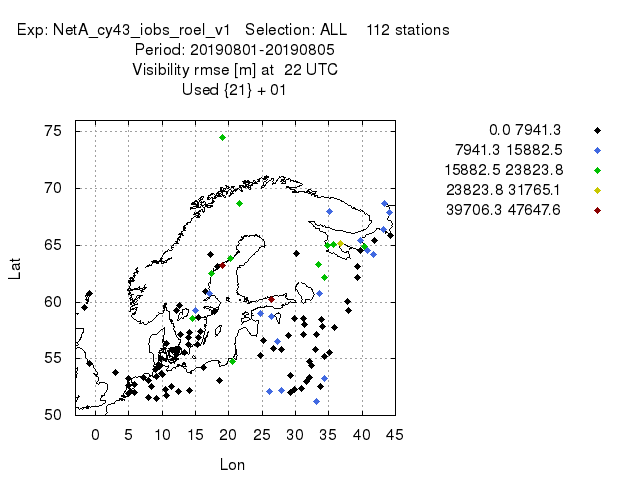 Exp: NetA_cy43_iobs_roel_v1 Selection: ALL 112 stations
Period: 20190801-20190805
Visibility rmse [m] at 22 UTC
Used {21} + 01
0.0 7941.3
7941.3 15882.5
15882.5 23823.8
23823.8 31765.1
39706.3 47647.6
75
70
65
60
55
50
Lat
0 5 10 15 20 25 30 35 40 45
Lon